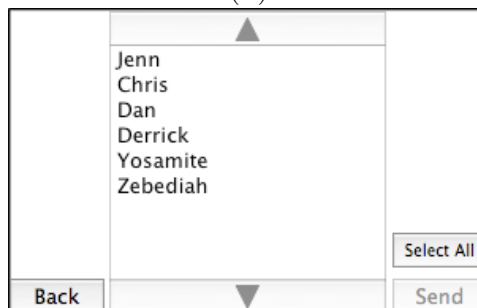 Jenn
Chris
Dan
Derrick
Yosamite
Zebediah
Select All
Back
Send